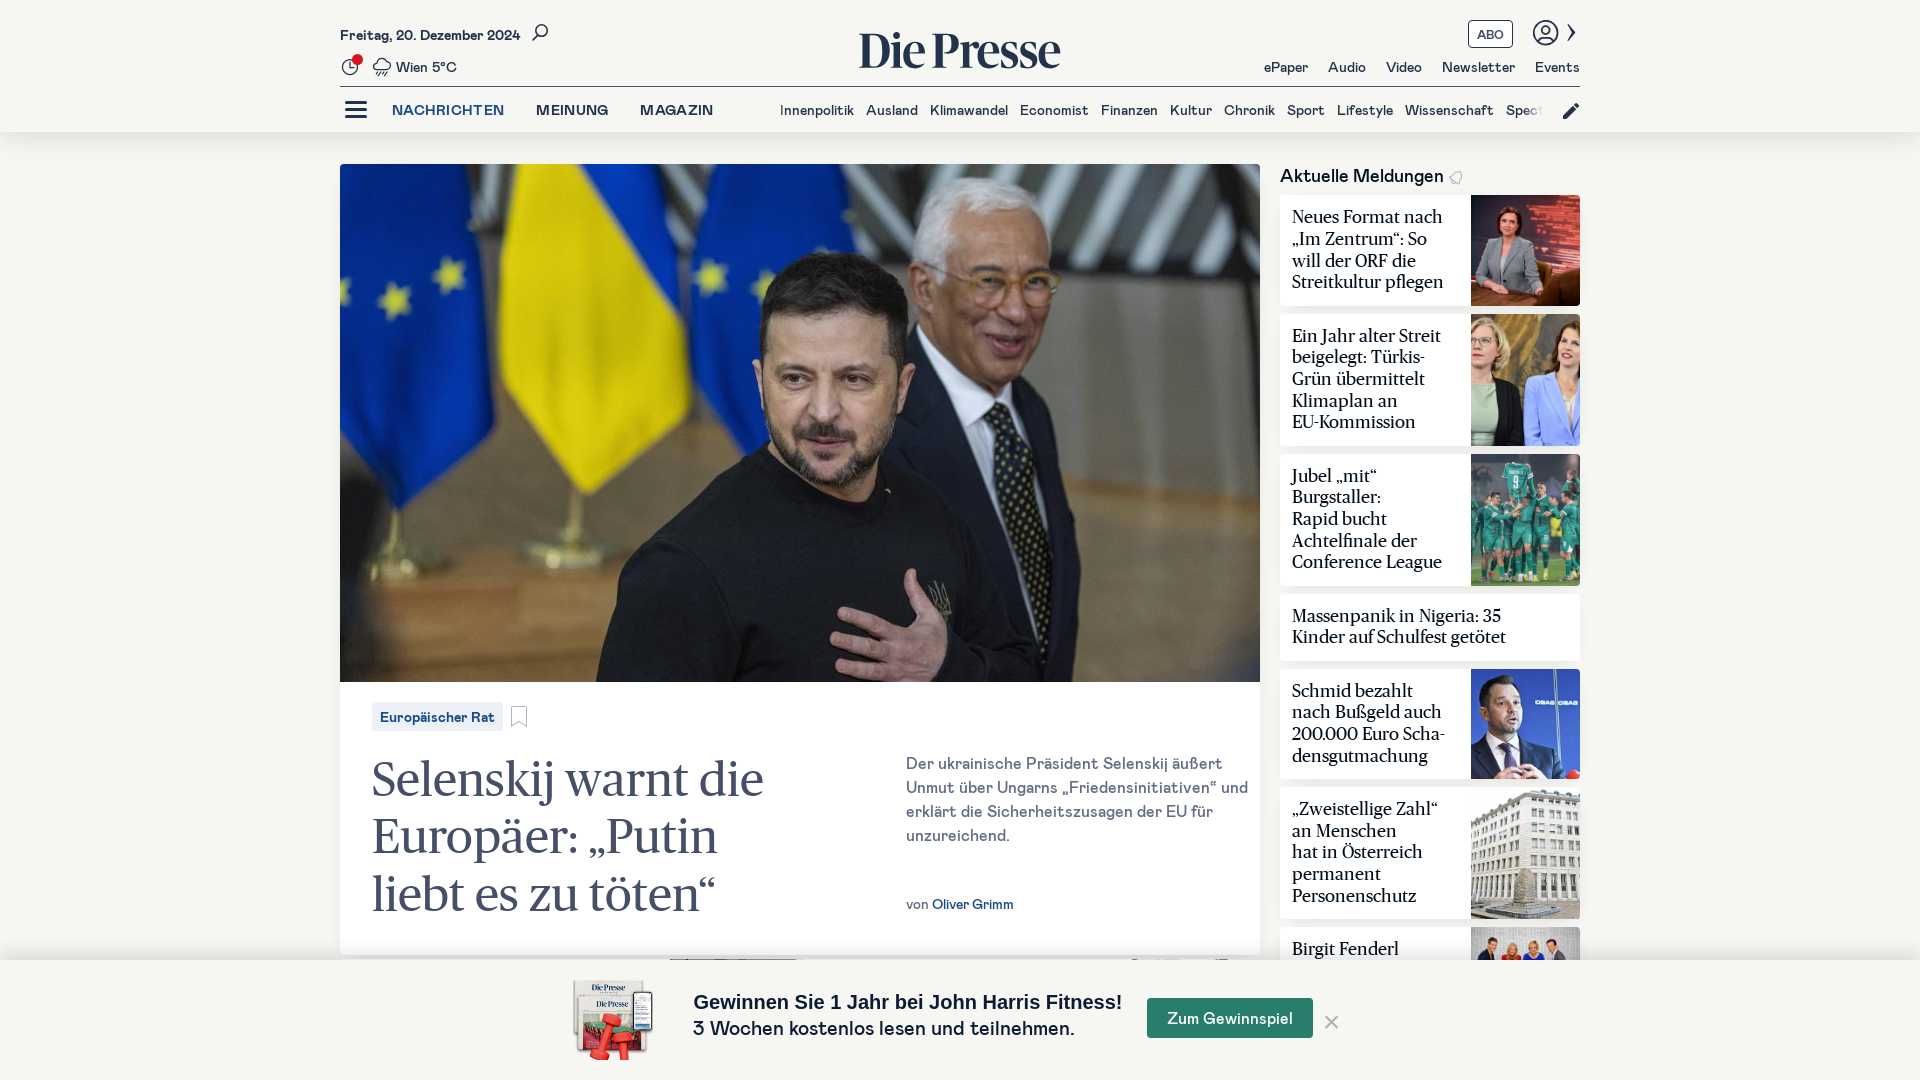 Freitag, 20. Dezember 2024
Wien 5°C
Die Presse
ABO
ePaper Audio Video Newsletter Events
NACHRICHTEN MEINUNG MAGAZIN
Innenpolitik Ausland Klimawandel Economist Finanzen Kultur Chronik Sport Lifestyle Wissenschaft Spect
Europäischer Rat
Selenskij warnt die
Europäer: „Putin
liebt es zu töten“
Der ukrainische Präsident Selenskij äußert
Unmut über Ungarns „Friedensinitiativen“ und
erklärt die Sicherheitszusagen der EU für
unzureichend.
von Oliver Grimm
Aktuelle Meldungen
Neues Format nach
„Im Zentrum“: So
will der ORF die
Streitkultur pflegen
Ein Jahr alter Streit
beigelegt: Türkis-
Grün übermittelt
Klimaplan an
EU-Kommission
Jubel „mit“
Burgstaller:
Rapid bucht
Achtelfinale der
Conference League
9
Massenpanik in Nigeria: 35
Kinder auf Schulfest getötet
Schmid bezahlt
nach Bußgeld auch
200.000 Euro Scha-
densgutmachung
„Zweistellige Zahl“
an Menschen
hat in Österreich
permanent
Personenschutz
Birgit Fenderl
Die Presse
Die Presse
Gewinnen Sie 1 Jahr bei John Harris Fitness!
3 Wochen kostenlos lesen und teilnehmen.
Zum Gewinnspiel